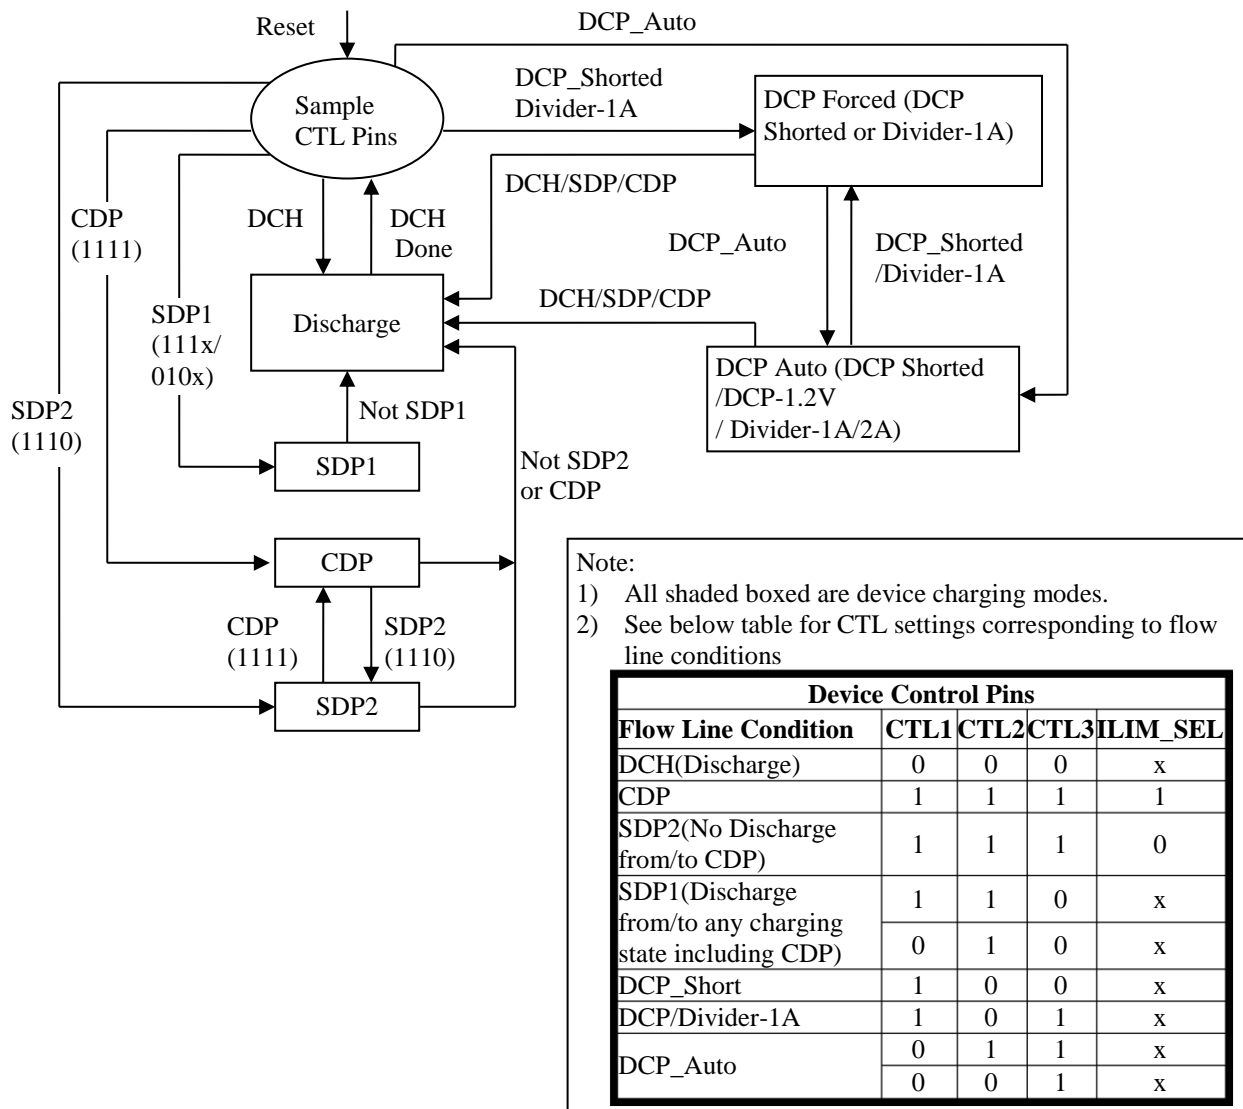 Reset
DCP_Auto
Sample
CTL Pins
DCP_Shorted
Divider-1A
DCP Forced (DCP
Shorted or Divider-1A)
CDP
(1111)
DCH
DCH
Done
DCH/SDP/CDP
DCP_Auto
DCP_Shorted
/Divider-1A
SDP1
(111x/
010x)
Discharge
DCH/SDP/CDP
DCP Auto (DCP Shorted
/DCP-1.2V
/ Divider-1A/2A)
SDP2
(1110)
Not SDP1
SDP1
Not SDP2
or CDP
CDP
CDP
(1111)
SDP2
(1110)
SDP2
Note:
1) All shaded boxed are device charging modes.
2) See below table for CTL settings corresponding to flow
line conditions
Device Control Pins
Flow Line Condition CTL1 CTL2 CTL3 ILIM_SEL
DCH(Discharge) 0 0 0 x
CDP 1 1 1 1
SDP2(No Discharge
from/to CDP) 1 1 1 0
SDP1(Discharge 1 1 0 x
from/to any charging
state including CDP) 0 1 0 x
DCP_Short 1 0 0 x
DCP/Divider-1A 1 0 1 x
DCP_Auto 0 1 1 x
0 0 1 x